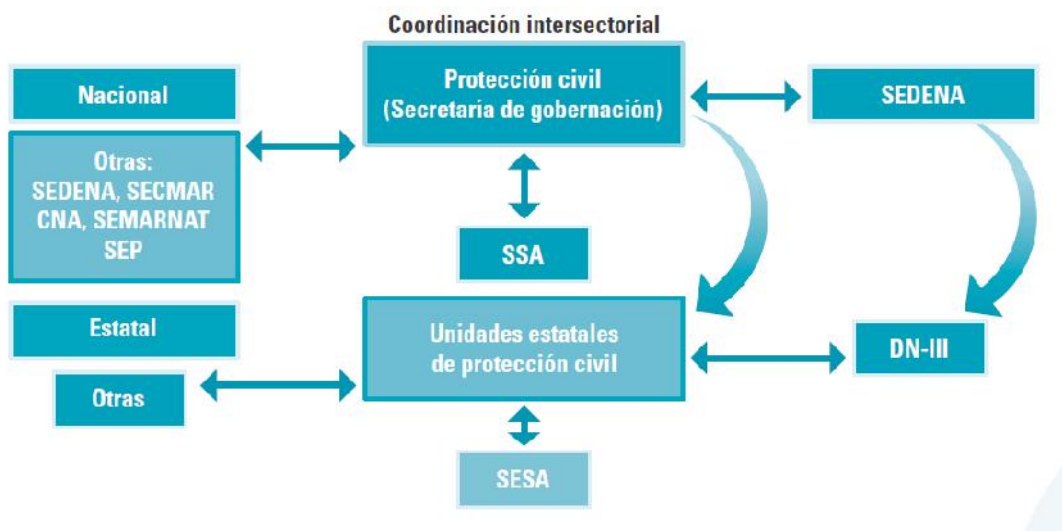 Coordinación intersectorial
Nacional
Protección civil
(Secretaría de gobernación)
SEDENA
Otras:
SEDENA, SECMAR
CNA, SEMARNAT
SEP
SSA
Estatal
Unidades estatales
de protección civil
DN-III
Otras
SESA